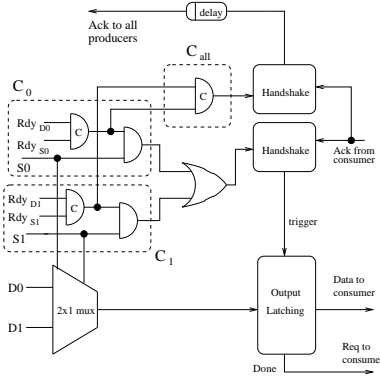 delay
Ack to all
producers
C all
C 0
C
Handshake
Rdy D0
C
Rdy S0
S0
Handshake
Ack from
consumer
Rdy D1
C
Rdy S1
S1
trigger
C 1
D0
2x1 mux
D1
Output
Latching
Data to
consumer
Req to
consume
Done